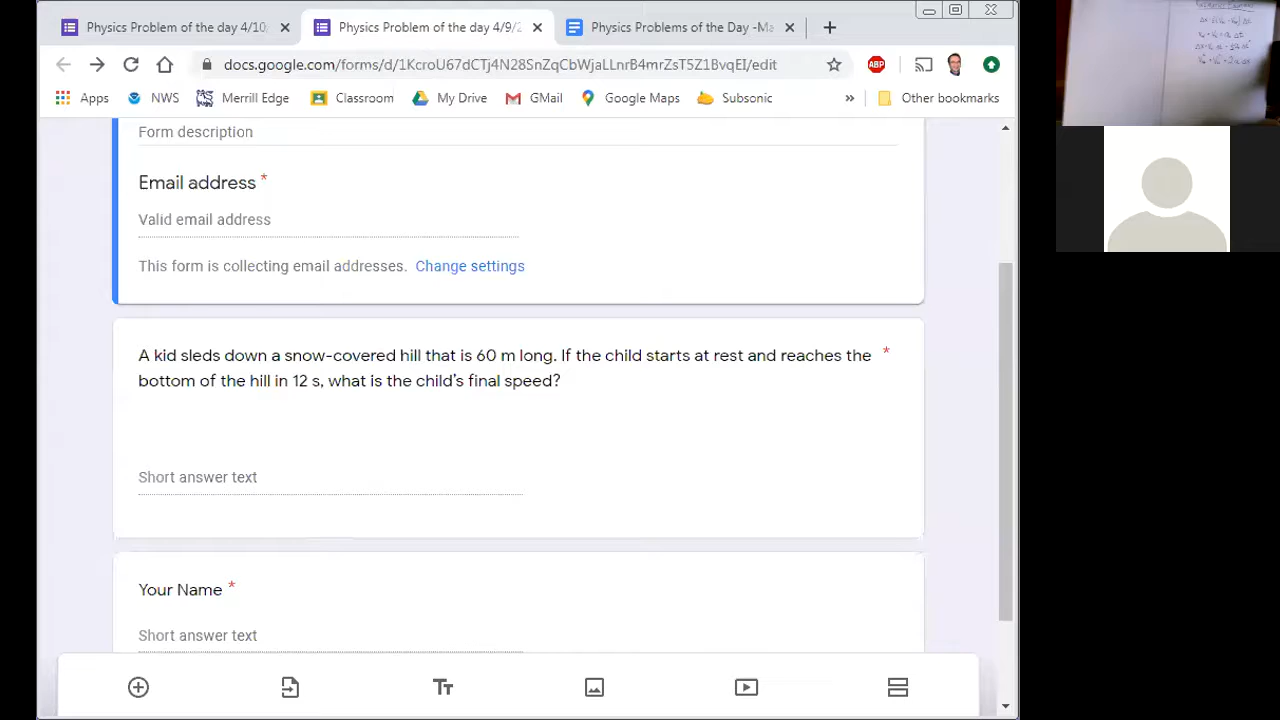 Physics Problem of the day 4/10
Physics Problem of the day 4/9/2
Physics Problems of the Day -Ma
docs.google.com/forms/d/1KcroU67dCTj4N28SnZqCbWjaLLnrB4mrZsT5Z1BvqEI/edit
ABP
Apps
NWS
Merrill Edge
Classroom
My Drive
GMail
Google Maps
Subsonic
»
Other bookmarks
Form description
Email address *
Valid email address
This form is collecting email addresses. Change settings
A kid sleds down a snow-covered hill that is 60 m long. If the child starts at rest and reaches the *
bottom of the hill in 12 s, what is the child's final speed?
Short answer text
Your Name *
Short answer text
Tт